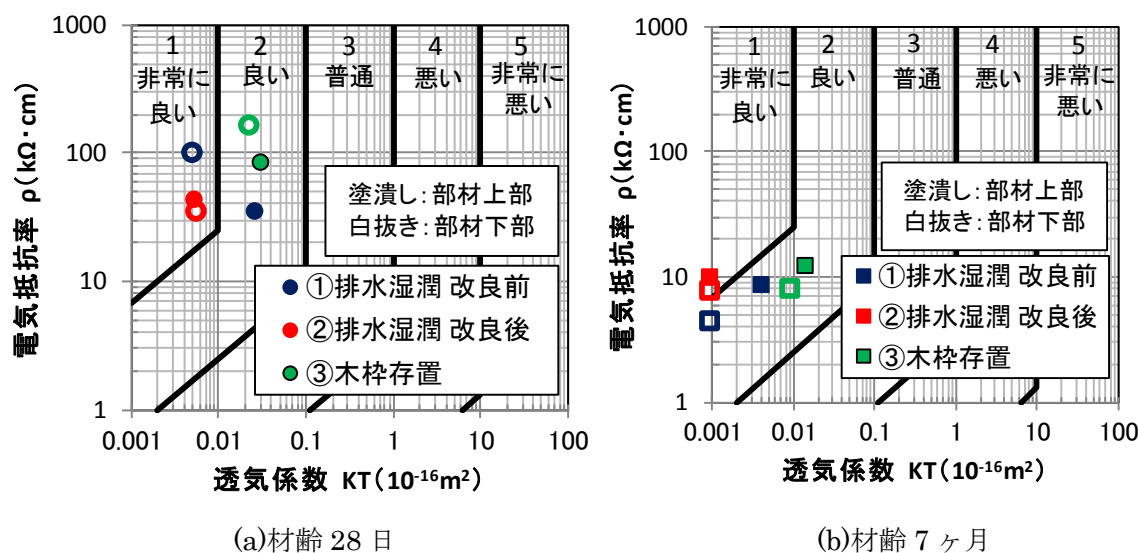 1000
100
10
1
電気抵抗率 ρ(kΩ・cm)
1
非常に
良い
2
良い
3
普通
4
悪い
5
非常に
悪い
塗潰し:部材上部
白抜き:部材下部
①排水湿潤 改良前
②排水湿潤 改良後
③木枠存置
0.001 0.01 0.1 1 10 100
透気係数 KT(10⁻¹⁶m²)
(a)材齢 28 日
1000
100
10
1
電気抵抗率 ρ(kΩ・cm)
1
非常に
良い
2
良い
3
普通
4
悪い
5
非常に
悪い
塗潰し:部材上部
白抜き:部材下部
①排水湿潤 改良前
②排水湿潤 改良後
③木枠存置
0.001 0.01 0.1 1 10 100
透気係数 KT(10⁻¹⁶m²)
(b)材齢 7 ヶ月